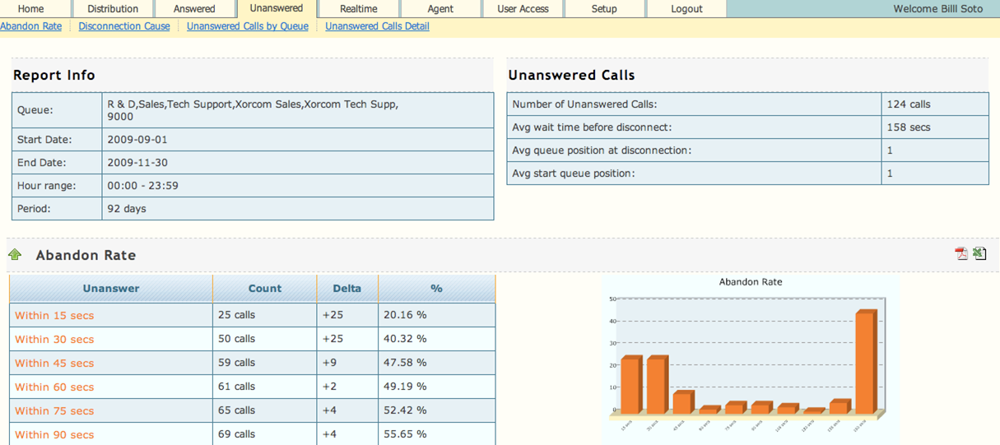 Home Distribution Answered Unanswered Realtime Agent User Access Setup Logout Welcome Billl Soto
Abandon Rate Disconnection Cause Unanswered Calls by Queue Unanswered Calls Detail
Report Info
Queue: R & D,Sales,Tech Support,Xorcom Sales,Xorcom Tech Supp,
9000
Start Date: 2009-09-01
End Date: 2009-11-30
Hour range: 00:00 - 23:59
Period: 92 days
Unanswered Calls
Number of Unanswered Calls: 124 calls
Avg wait time before disconnect: 158 secs
Avg queue position at disconnection: 1
Avg start queue position: 1
Abandon Rate
Unanswer Count Delta %
Within 15 secs 25 calls +25 20.16 %
Within 30 secs 50 calls +25 40.32 %
Within 45 secs 59 calls +9 47.58 %
Within 60 secs 61 calls +2 49.19 %
Within 75 secs 65 calls +4 52.42 %
Within 90 secs 69 calls +4 55.65 %
Abandon Rate
50
40
30
20
10
0